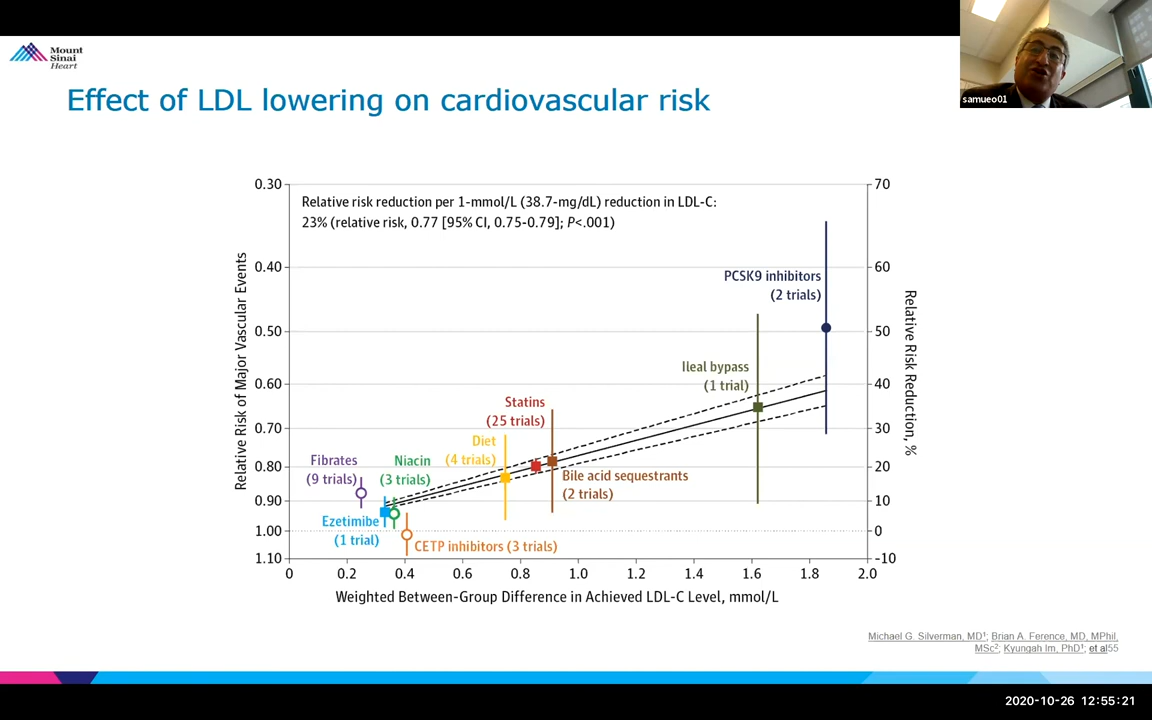 Mount
Sinai
Heart
samueo01
Effect of LDL lowering on cardiovascular risk
Relative risk reduction per 1-mmol/L (38.7-mg/dL) reduction in LDL-C:
23% (relative risk, 0.77 [95% CI, 0.75-0.79]; P<.001)
Relative Risk of Major Vascular Events
0.30
0.40
0.50
0.60
0.70
0.80
0.90
1.00
1.10
PCSK9 inhibitors
(2 trials)
Ileal bypass
(1 trial)
Statins
(25 trials)
Diet
(4 trials)
Fibrates
(9 trials)
Niacin
(3 trials)
Bile acid sequestrants
(2 trials)
Ezetimibe
(1 trial)
CETP inhibitors (3 trials)
70
60
50
40
30
20
10
0
-10
Relative Risk Reduction, %
0 0.2 0.4 0.6 0.8 1.0 1.2 1.4 1.6 1.8 2.0
Weighted Between-Group Difference in Achieved LDL-C Level, mmol/L
Michael G. Silverman, MD¹; Brian A. Ference, MD, MPhil,
MSc²; Kyungah Im, PhD¹; et al55
2020-10-26 12:55:21